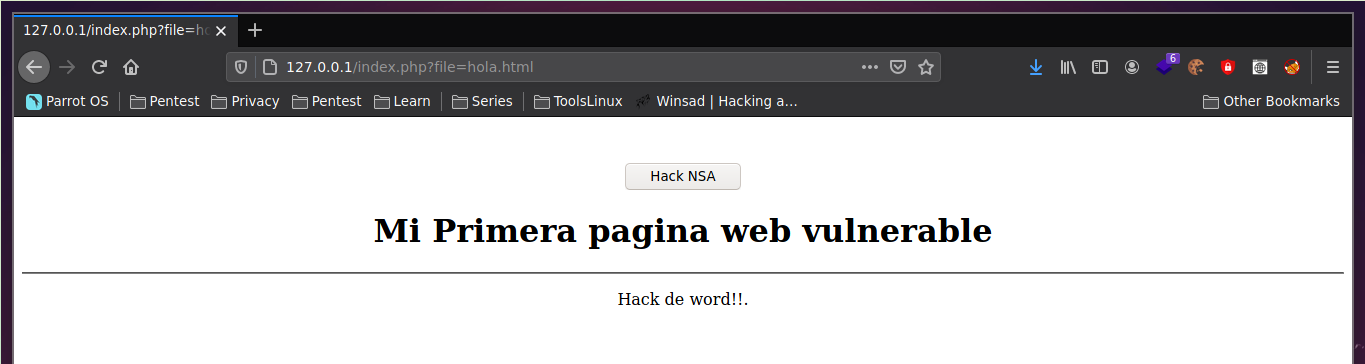 127.0.0.1/index.php?file=ho
127.0.0.1/index.php?file=hola.html
6
Parrot OS Pentest Privacy Pentest Learn Series ToolsLinux Winsad | Hacking a... Other Bookmarks
Hack NSA
Mi Primera pagina web vulnerable
Hack de word!!.